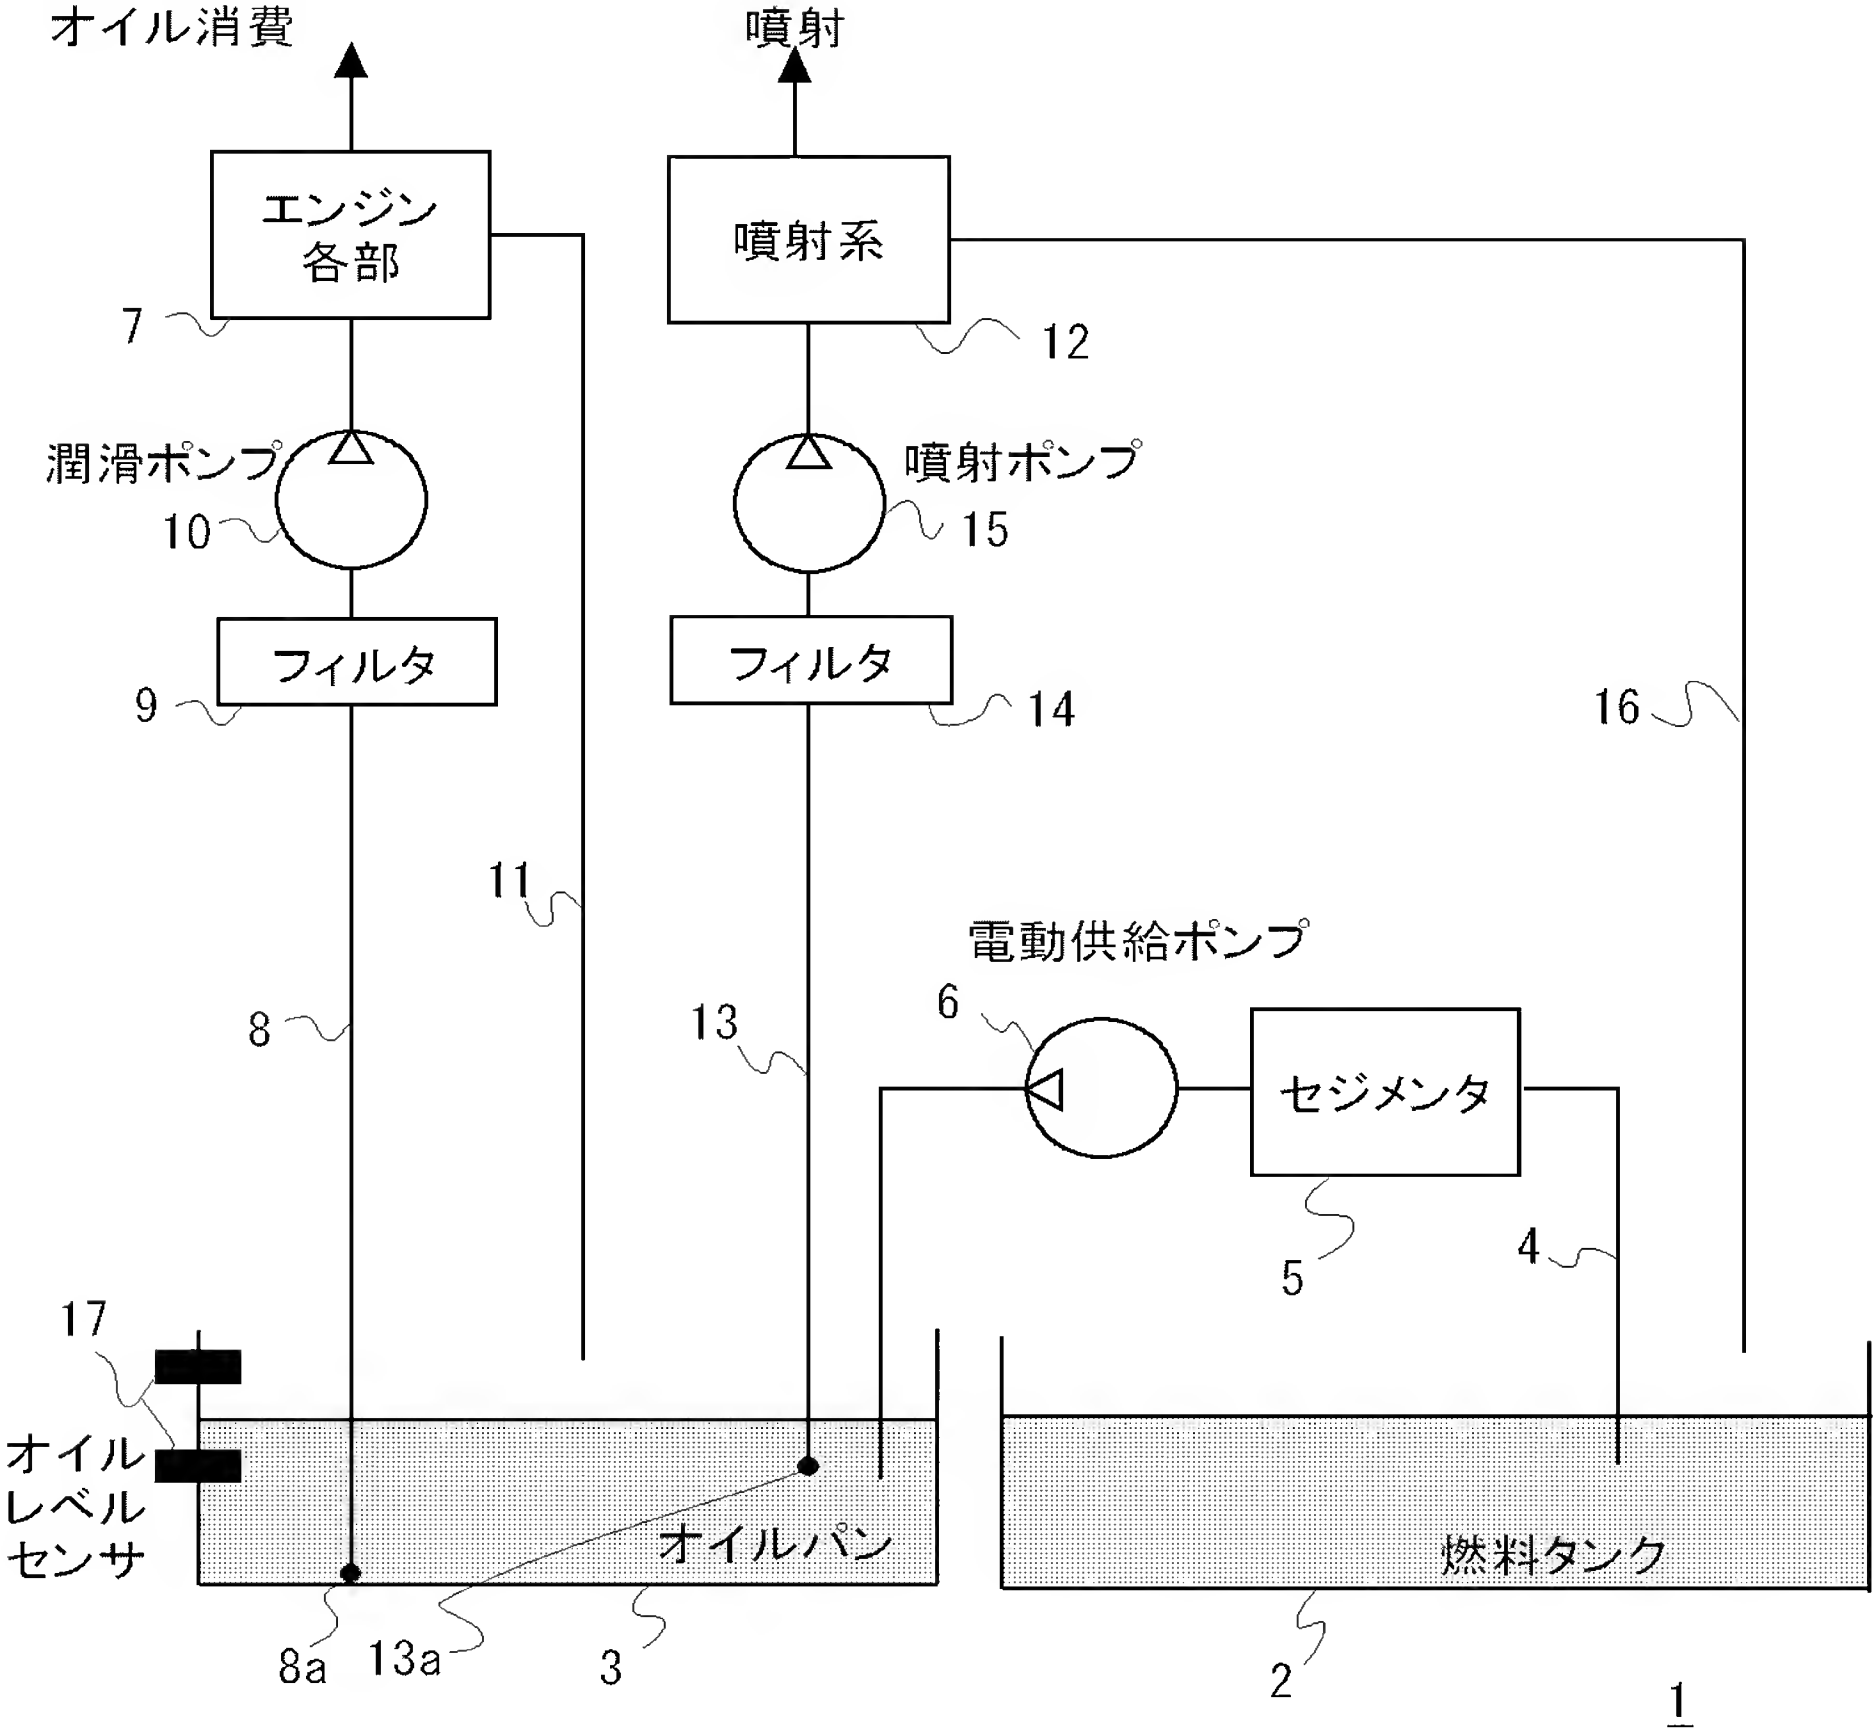 オイル消費
噴射
エンジン
各部
噴射系
7
12
潤滑ポンプ
噴射ポンプ
10
15
フィルタ
フィルタ
9
14
16
11
電動供給ポンプ
6
8
13
セジメンタ
4
5
17
オイル
レベル
センサ
オイルパン
燃料タンク
8a
13a
3
2
1